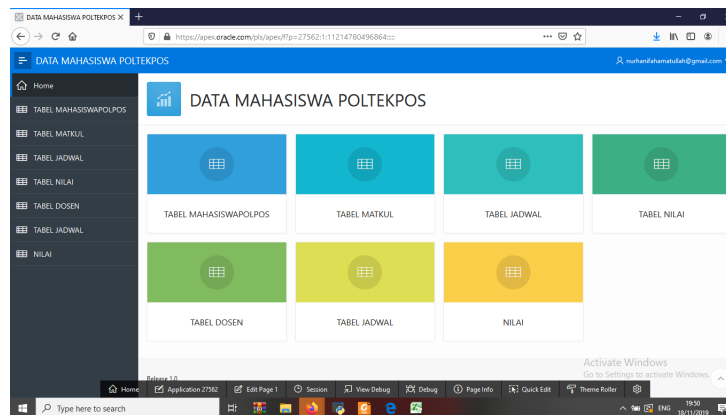 DATA MAHASISWA POLTEKPOS
https://apex.oracle.com/pls/apex/f?p=27562:1:11214780496864:::::
DATA MAHASISWA POLTEKPOS
nurhanifahamatullah@gmail.com
Home
TABEL MAHASISWAPOLPOS
TABEL MATKUL
TABEL JADWAL
TABEL NILAI
TABEL DOSEN
TABEL JADWAL
NILAI
DATA MAHASISWA POLTEKPOS
TABEL MAHASISWAPOLPOS
TABEL MATKUL
TABEL JADWAL
TABEL NILAI
TABEL DOSEN
TABEL JADWAL
NILAI
Release 1.0
Activate Windows
Go to Settings to activate Windows.
Home
Application 27562
Edit Page 1
Session
View Debug
Debug
Page Info
Quick Edit
Theme Roller
Type here to search
ENG
19:50
18/11/2019